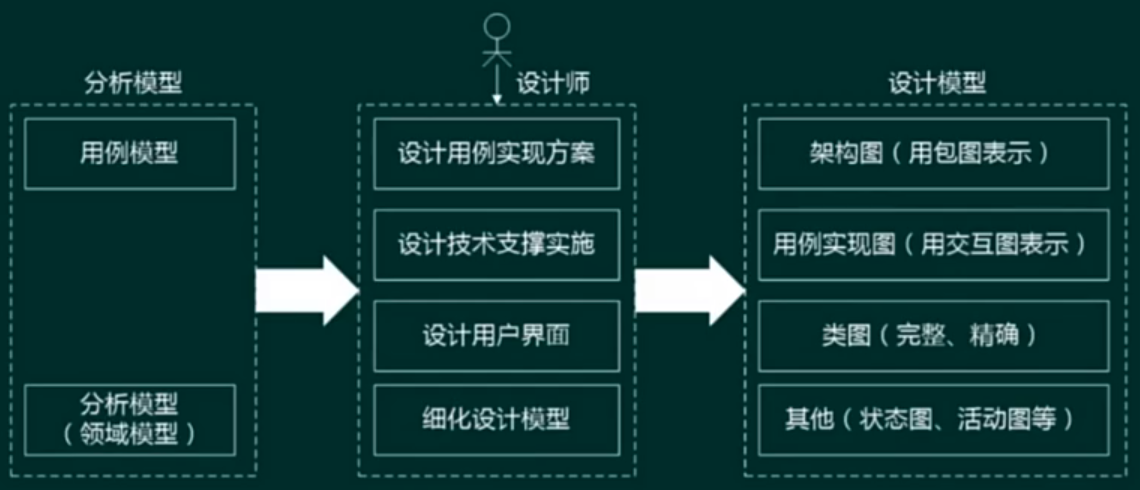 分析模型
用例模型
分析模型
（领域模型）
设计师
设计用例实现方案
设计技术支撑实施
设计用户界面
细化设计模型
设计模型
架构图（用包图表示）
用例实现图（用交互图表示）
类图（完整、精确）
其他（状态图、活动图等）